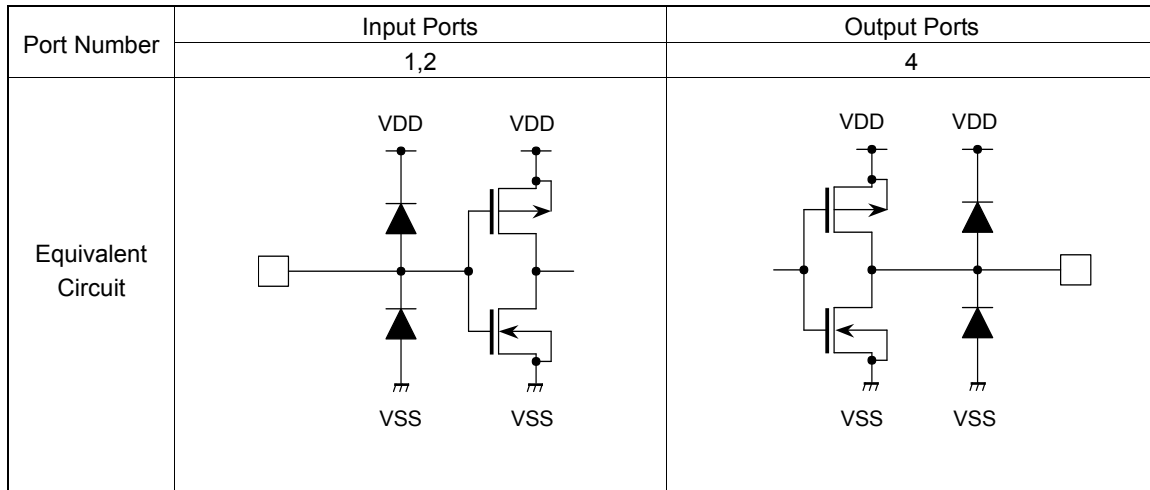 Port Number
Input Ports
Output Ports
1,2
4
Equivalent
Circuit
VDD
VDD
VSS
VSS
VDD
VDD
VSS
VSS